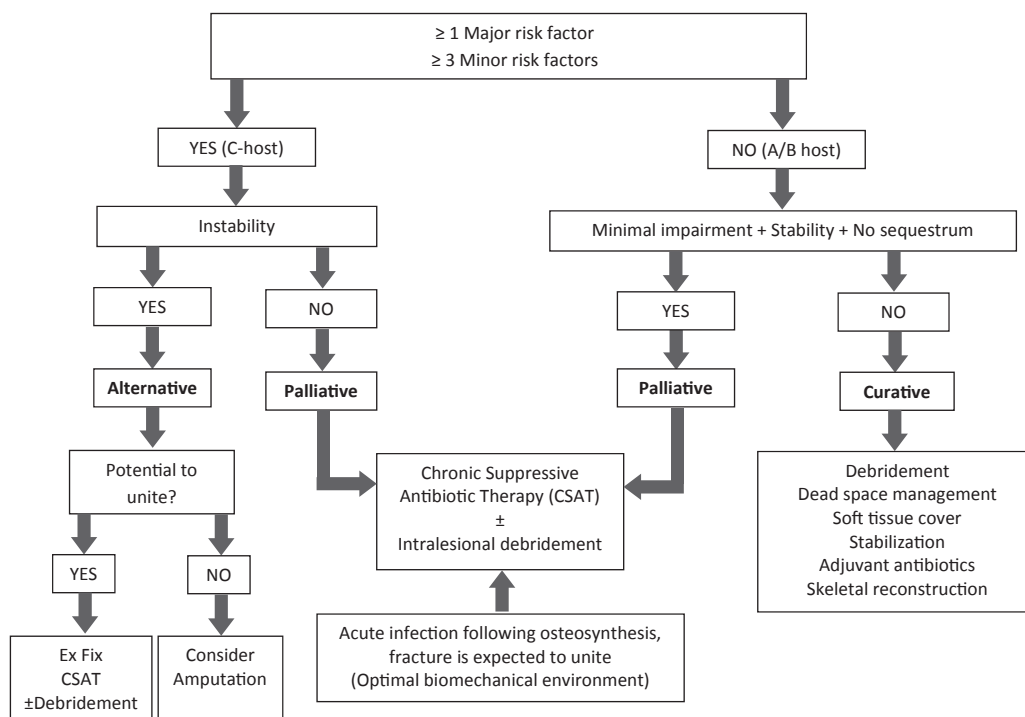 ≥ 1 Major risk factor
≥ 3 Minor risk factors
YES (C-host)
NO (A/B host)
Instability
Minimal impairment + Stability + No sequestrum
YES
NO
YES
NO
Alternative
Palliative
Palliative
Curative
Potential to
unite?
Chronic Suppressive
Antibiotic Therapy (CSAT)
±
Intralesional debridement
Debridement
Dead space management
Soft tissue cover
Stabilization
Adjuvant antibiotics
Skeletal reconstruction
YES
NO
Ex Fix
CSAT
±Debridement
Consider
Amputation
Acute infection following osteosynthesis,
fracture is expected to unite
(Optimal biomechanical environment)